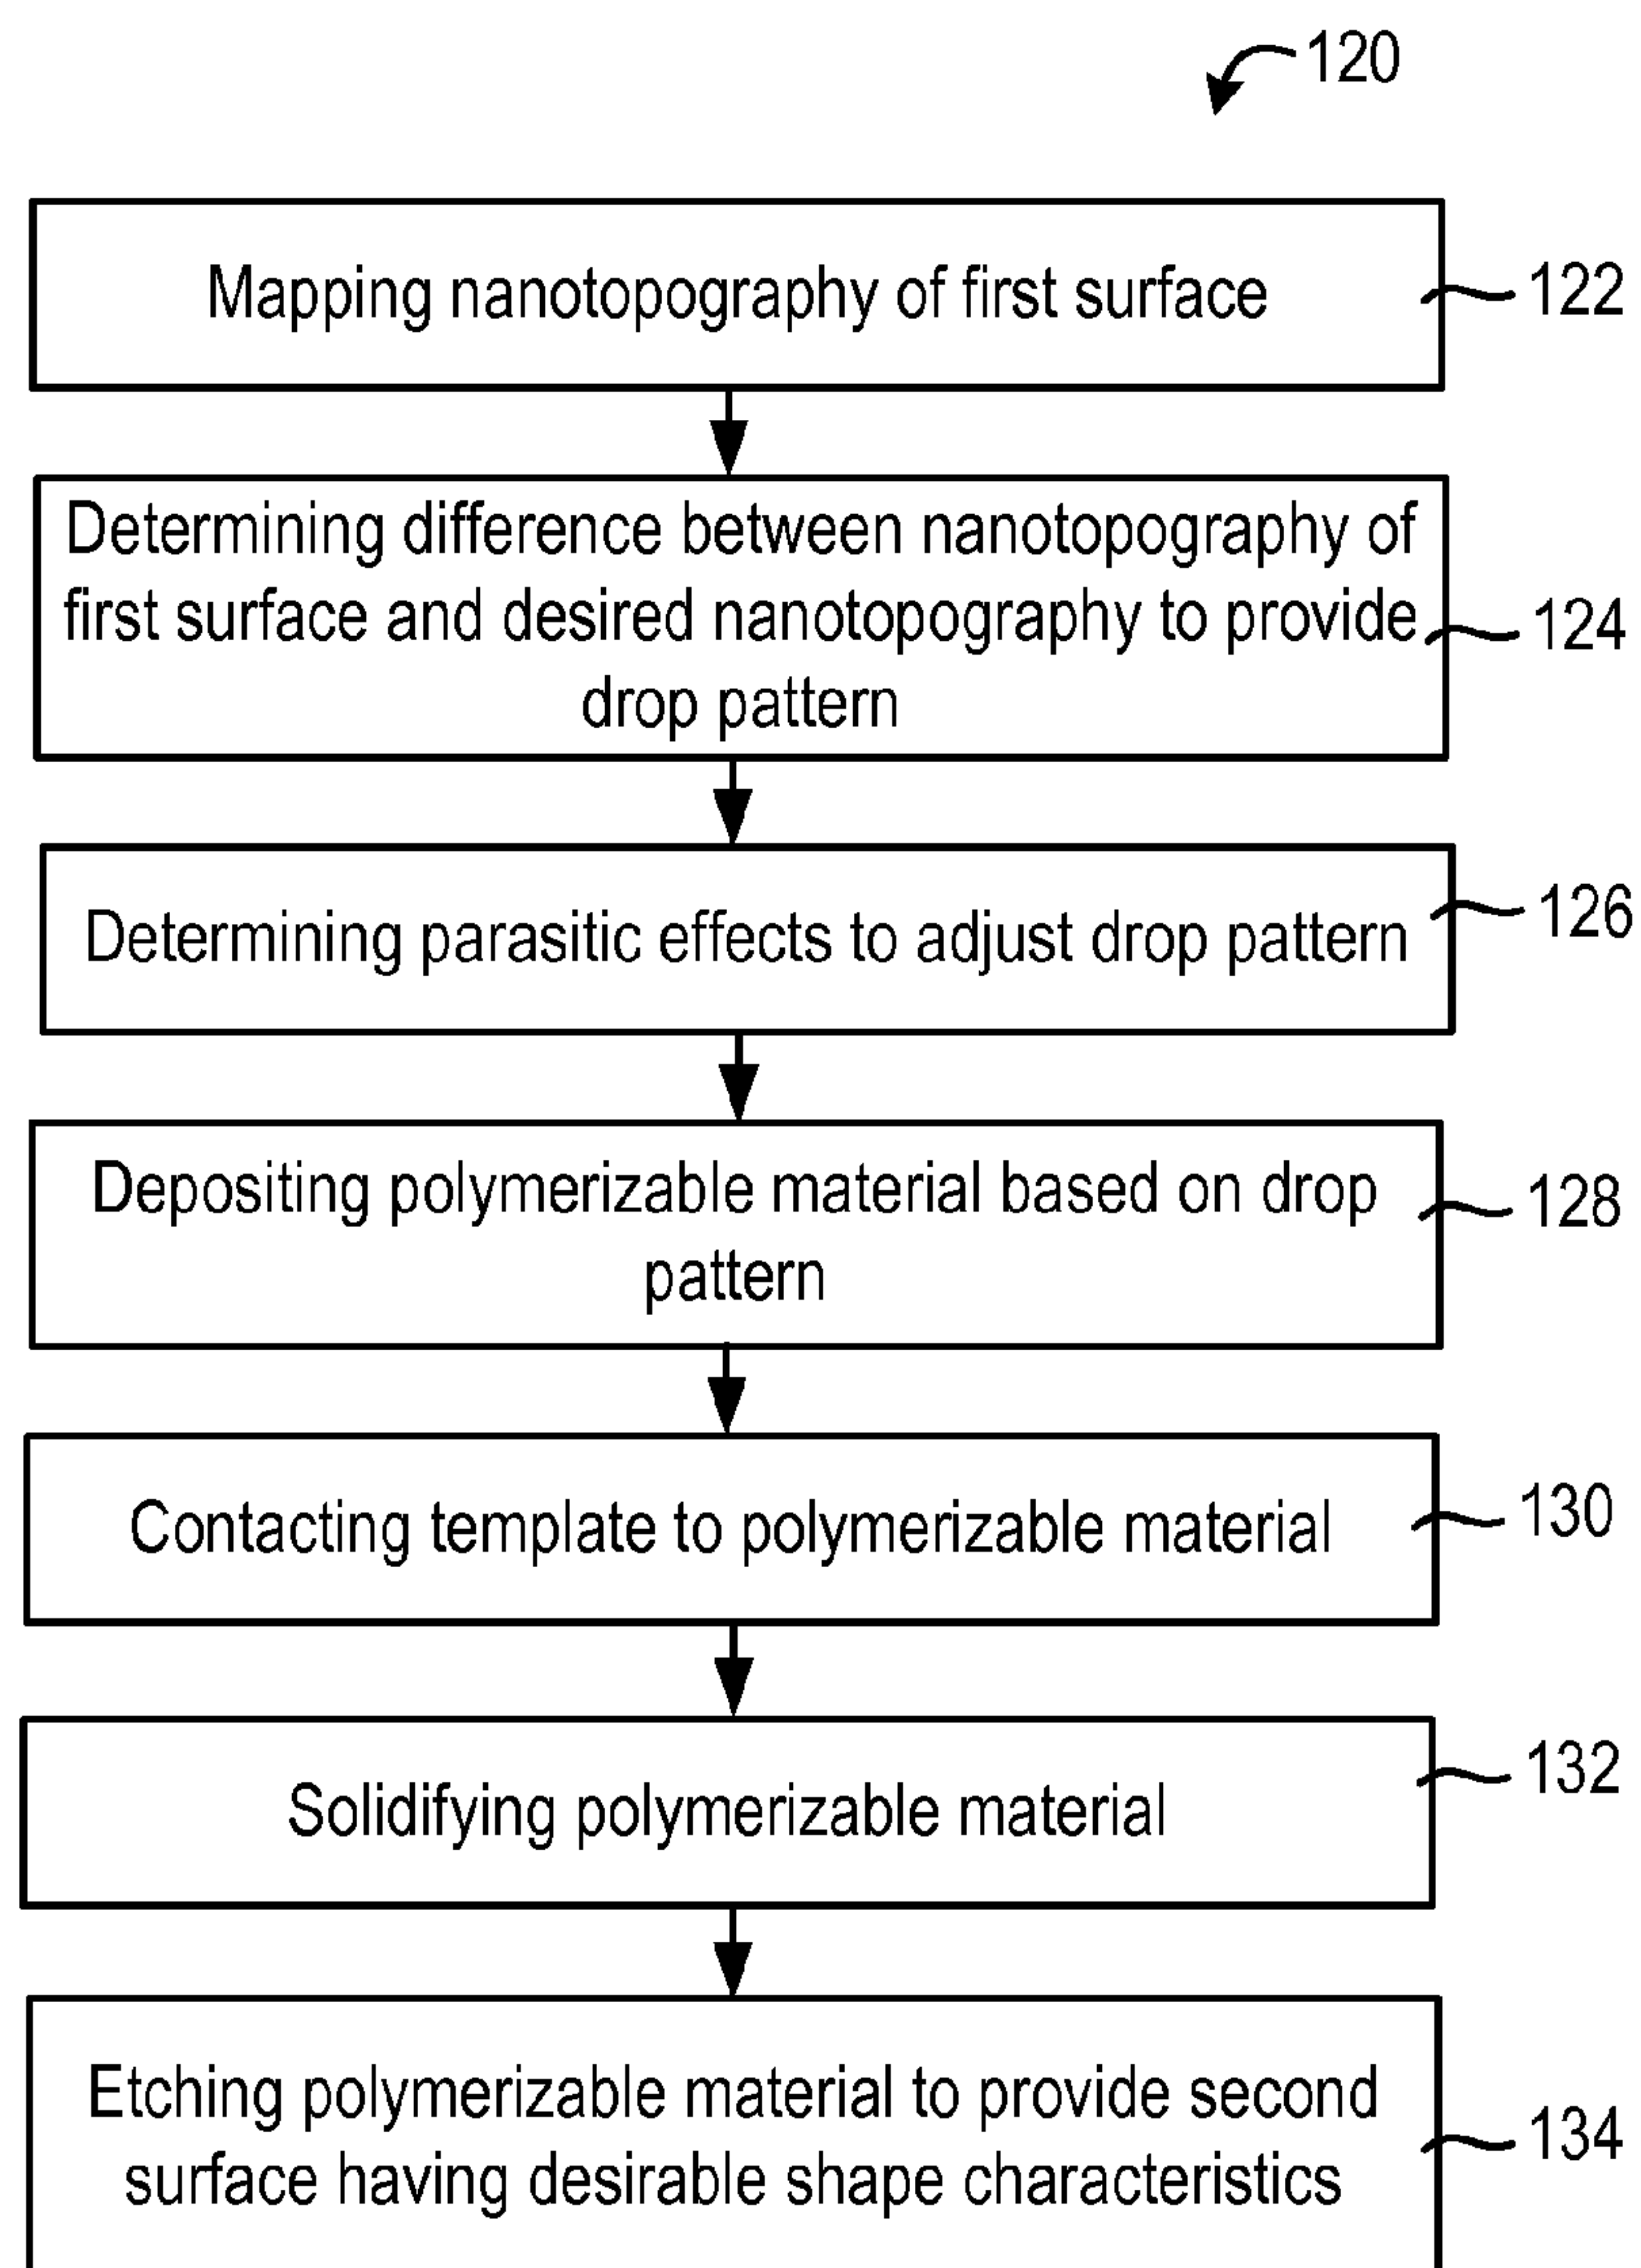 120
Mapping nanotopography of first surface
122
Determining difference between nanotopography of
first surface and desired nanotopography to provide
drop pattern
124
Determining parasitic effects to adjust drop pattern
126
Depositing polymerizable material based on drop
pattern
128
Contacting template to polymerizable material
130
Solidifying polymerizable material
132
Etching polymerizable material to provide second
surface having desirable shape characteristics
134